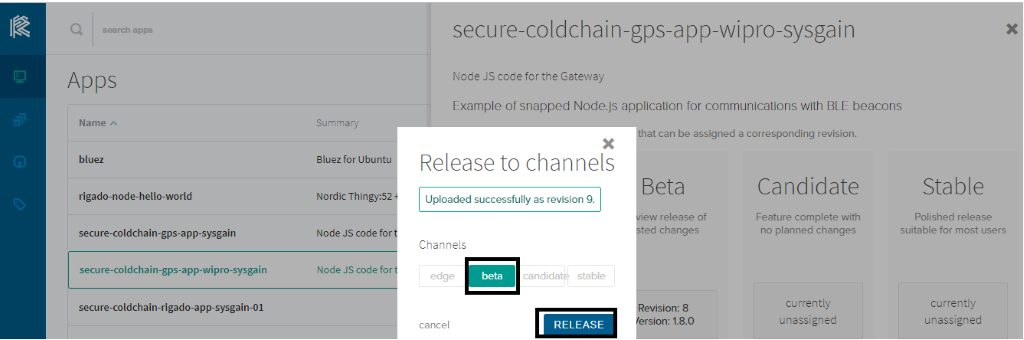 search apps
Apps
Name
Summary
bluez
Bluez for Ubuntu
rigado-node-hello-world
Nordic Thingy:52 +
secure-coldchain-gps-app-sysgain
Node JS code for t
secure-coldchain-gps-app-wipro-sysgain
Node JS code for t
secure-coldchain-rigado-app-sysgain-01
secure-coldchain-gps-app-wipro-sysgain
Node JS code for the Gateway
Example of snapped Node.js application for communications with BLE beacons
that can be assigned a corresponding revision.
Beta
view release of
sted changes
Revision: 8
Version: 1.8.0
Candidate
Feature complete with
no planned changes
currently
unassigned
Stable
Polished release
suitable for most users
currently
unassigned
Release to channels
Uploaded successfully as revision 9.
Channels
edge
beta
candidate
stable
cancel
RELEASE